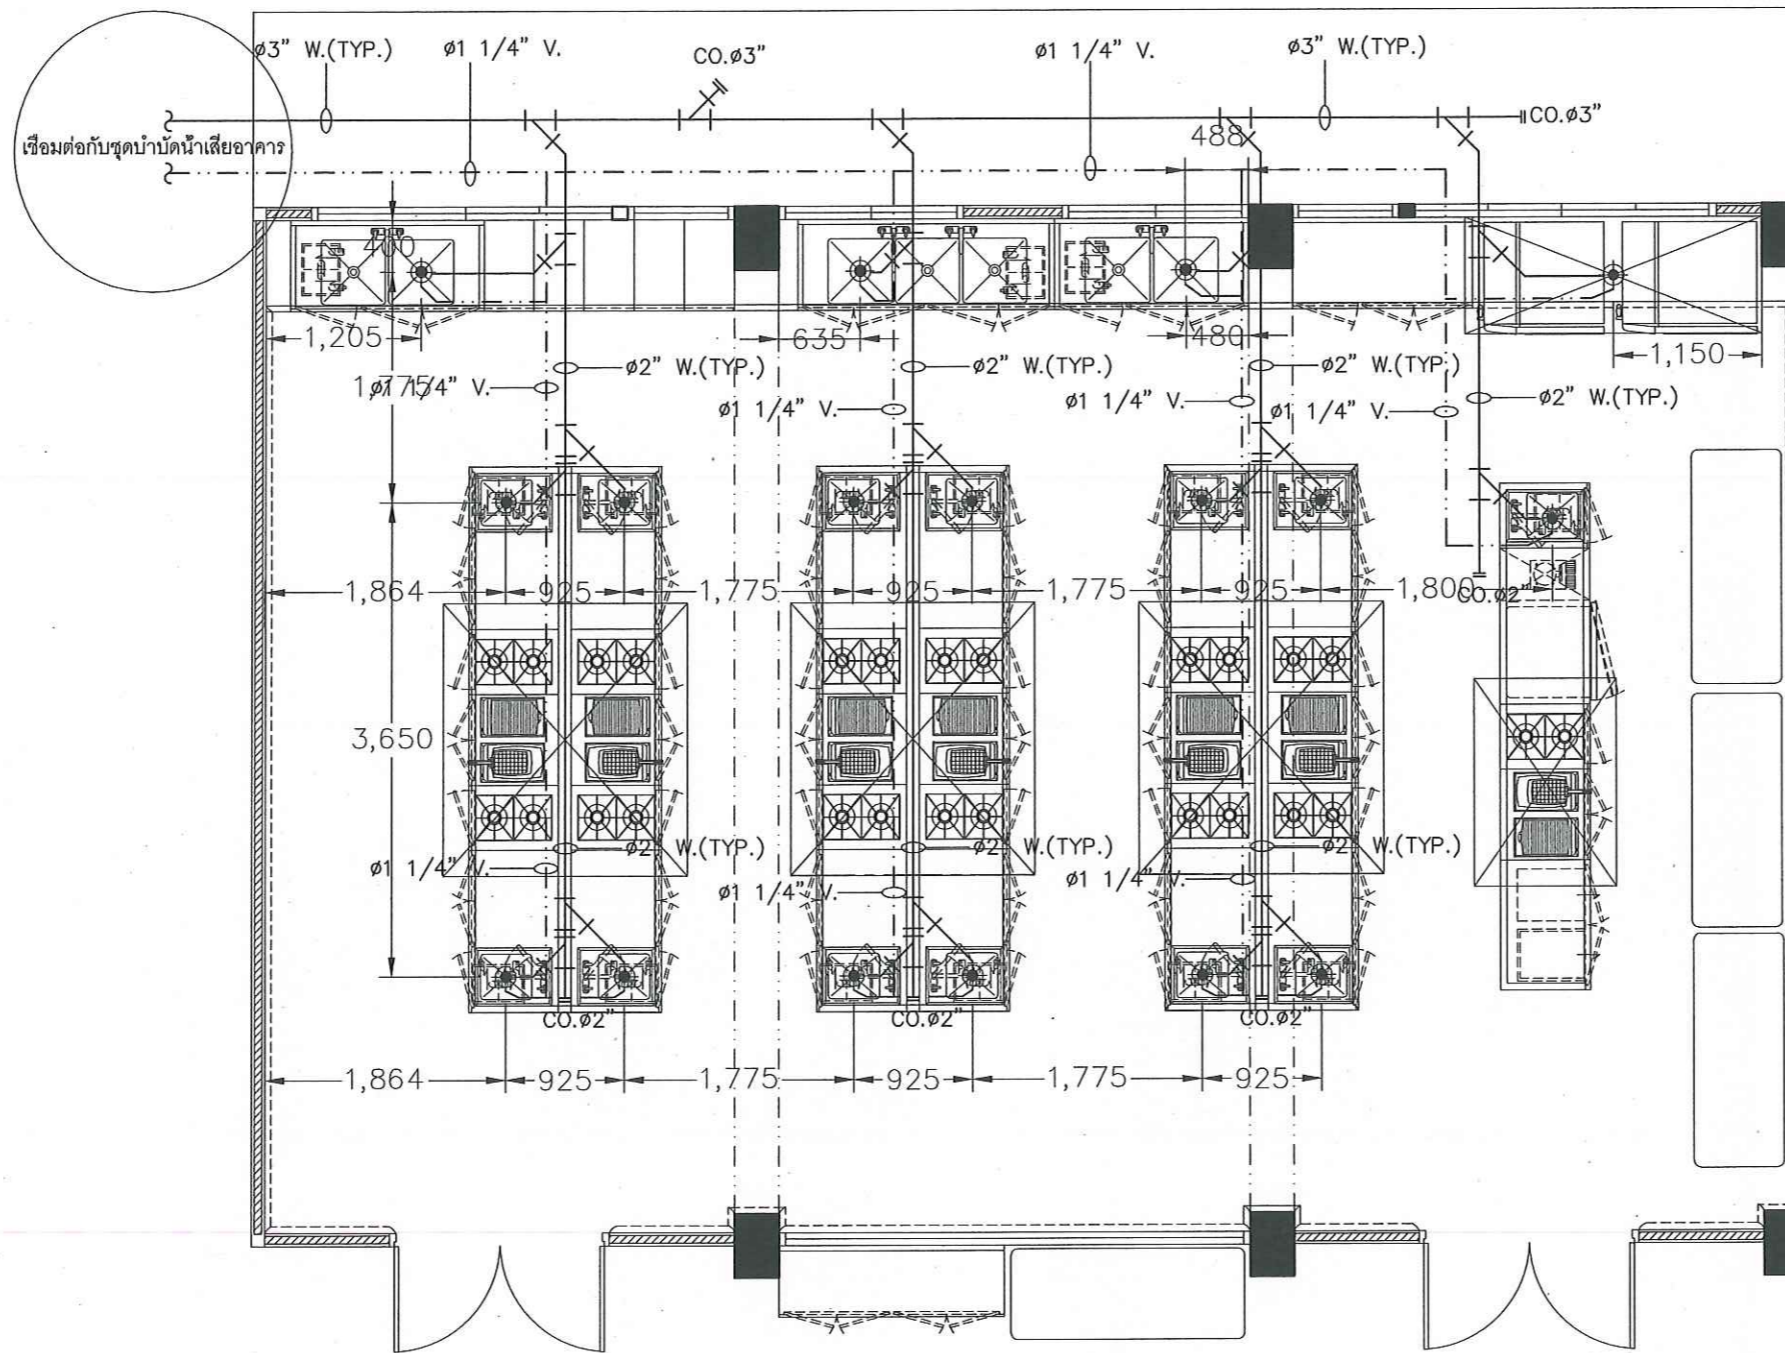 ø3" W.(TYP.)
ø1 1/4" V.
CO.ø3"
ø1 1/4" V.
ø3" W.(TYP.)
CO.ø3"
เชื่อมต่อกับชุดบำบัดน้ำเสียอาคาร
488
400
1,205
635
480
1,150
1,775
ø1 1/4" V.
ø2" W.(TYP.)
ø1 1/4" V.
ø2" W.(TYP.)
ø1 1/4" V.
ø2" W.(TYP.)
ø1 1/4" V.
ø2" W.(TYP.)
1,864
925
1,775
925
1,775
925
1,800
CO.ø2"
3,650
ø1 1/4" V.
ø2" W.(TYP.)
ø1 1/4" V.
ø2" W.(TYP.)
ø1 1/4" V.
ø2" W.(TYP.)
CO.ø2"
CO.ø2"
CO.ø2"
1,864
925
1,775
925
1,775
925